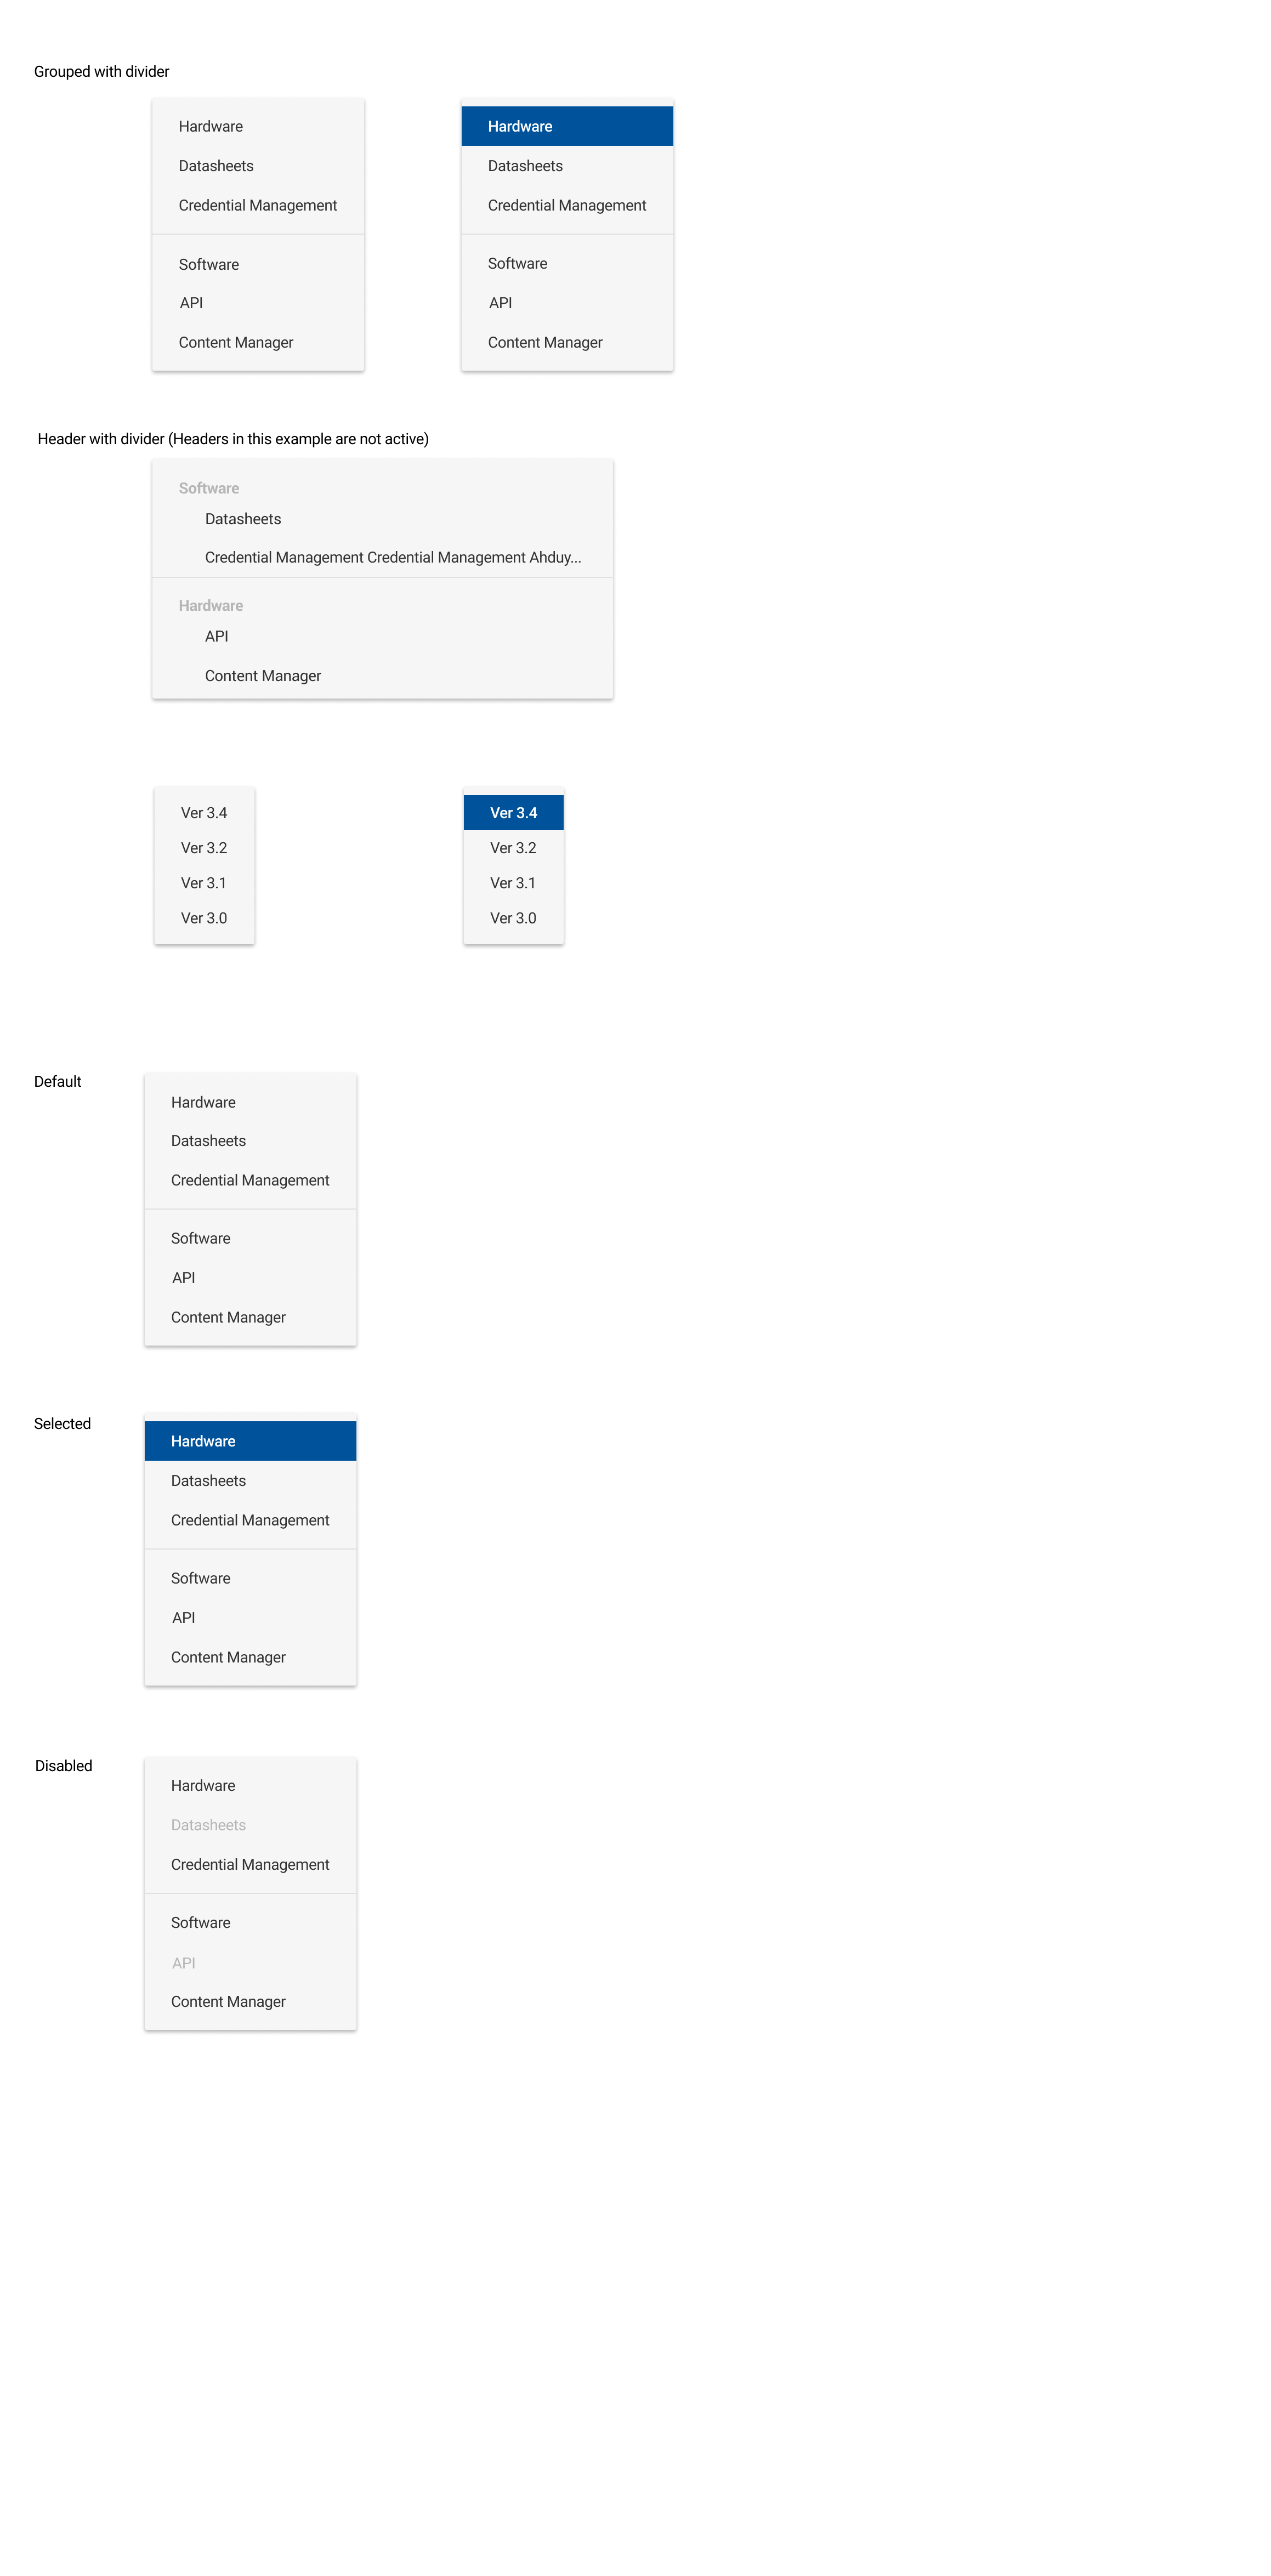 Grouped with divider
Hardware
Datasheets
Credential Management
Software
API
Content Manager
Hardware
Datasheets
Credential Management
Software
API
Content Manager
Header with divider (Headers in this example are not active)
Software
Datasheets
Credential Management Credential Management Ahduy...
Hardware
API
Content Manager
Ver 3.4
Ver 3.2
Ver 3.1
Ver 3.0
Ver 3.4
Ver 3.2
Ver 3.1
Ver 3.0
Default
Hardware
Datasheets
Credential Management
Software
API
Content Manager
Selected
Hardware
Datasheets
Credential Management
Software
API
Content Manager
Disabled
Hardware
Datasheets
Credential Management
Software
API
Content Manager